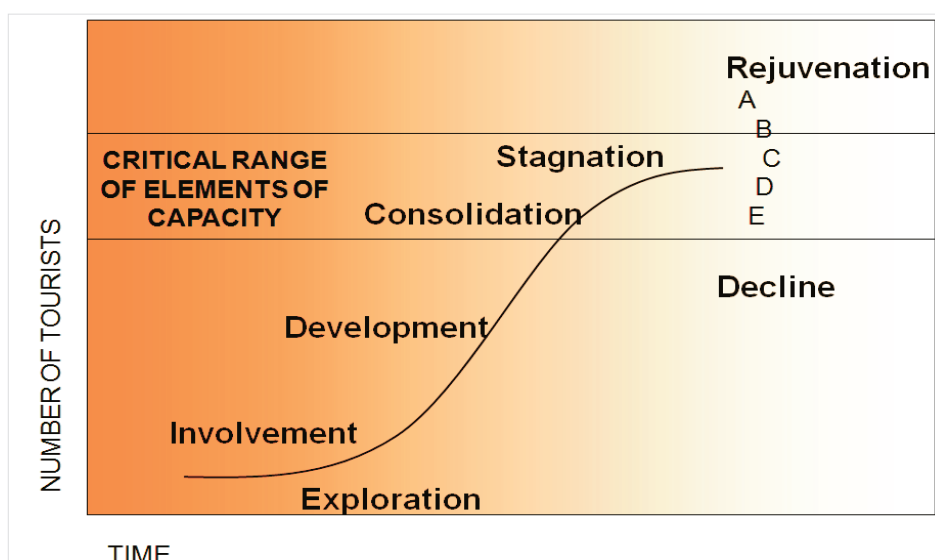 Rejuvenation
A
B
CRITICAL RANGE
OF ELEMENTS OF
CAPACITY
Stagnation
C
D
Consolidation
E
NUMBER OF TOURISTS
Decline
Development
Involvement
Exploration
TIME